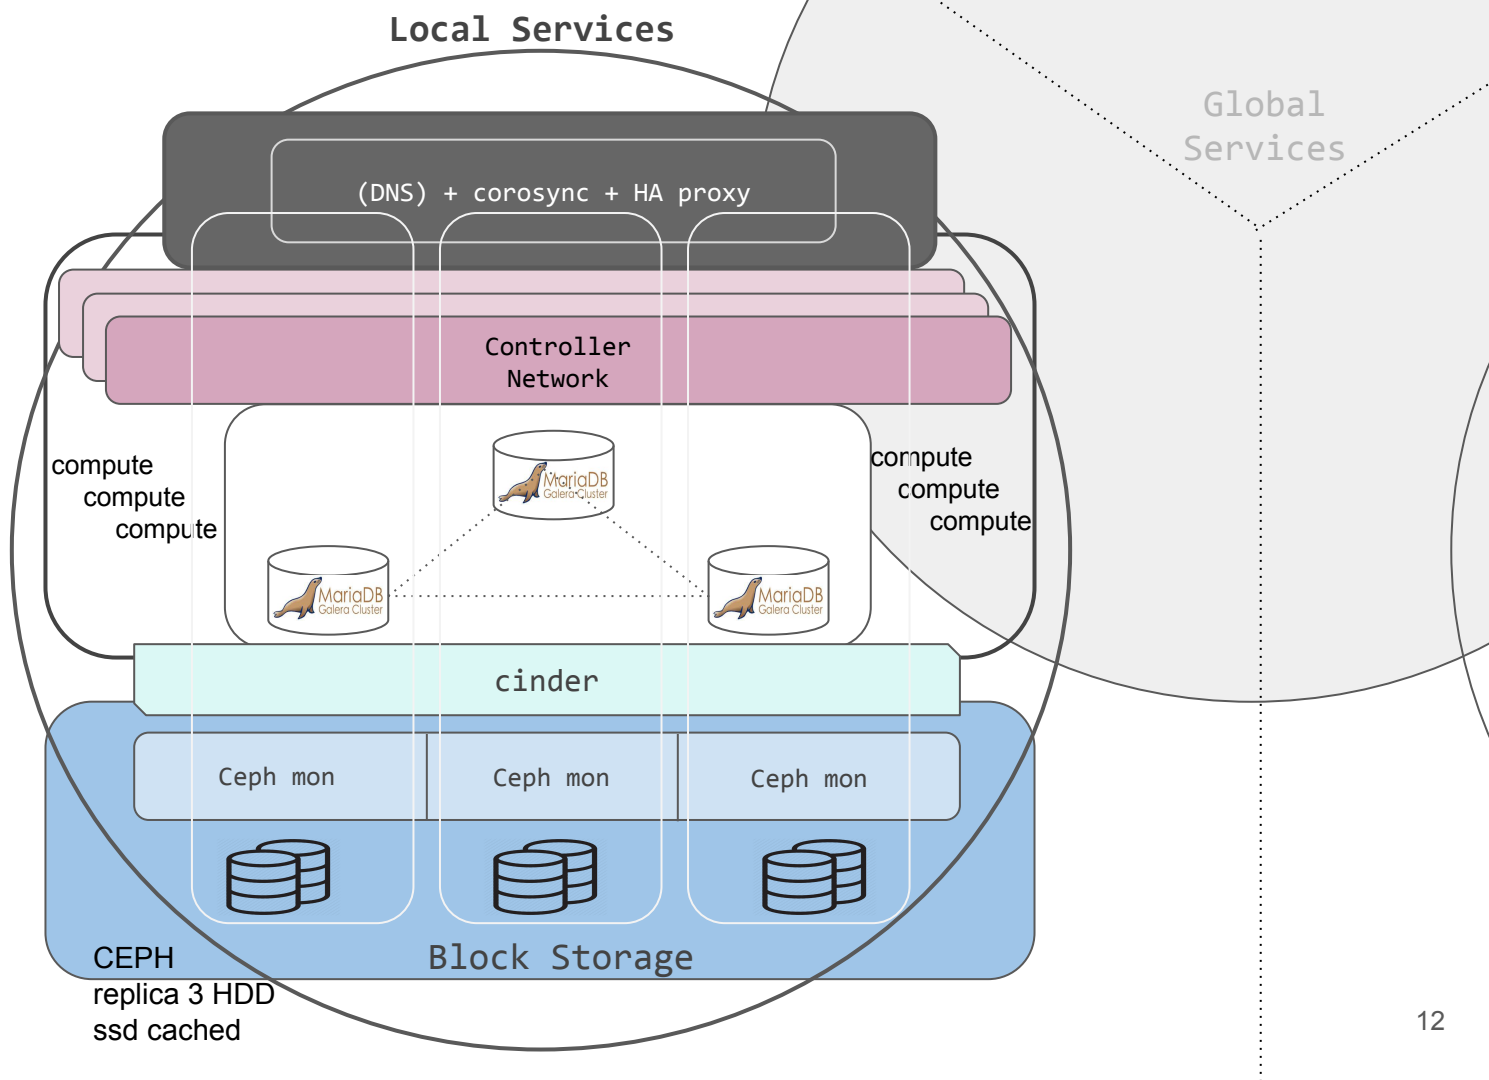 Local Services
Global
Services
(DNS) + corosync + HA proxy
Controller
Network
compute
compute
compute
compute
compute
compute
MariaDB
Galera Cluster
MariaDB
Galera Cluster
MariaDB
Galera Cluster
cinder
Ceph mon
Ceph mon
Ceph mon
Block Storage
CEPH
replica 3 HDD
ssd cached
12